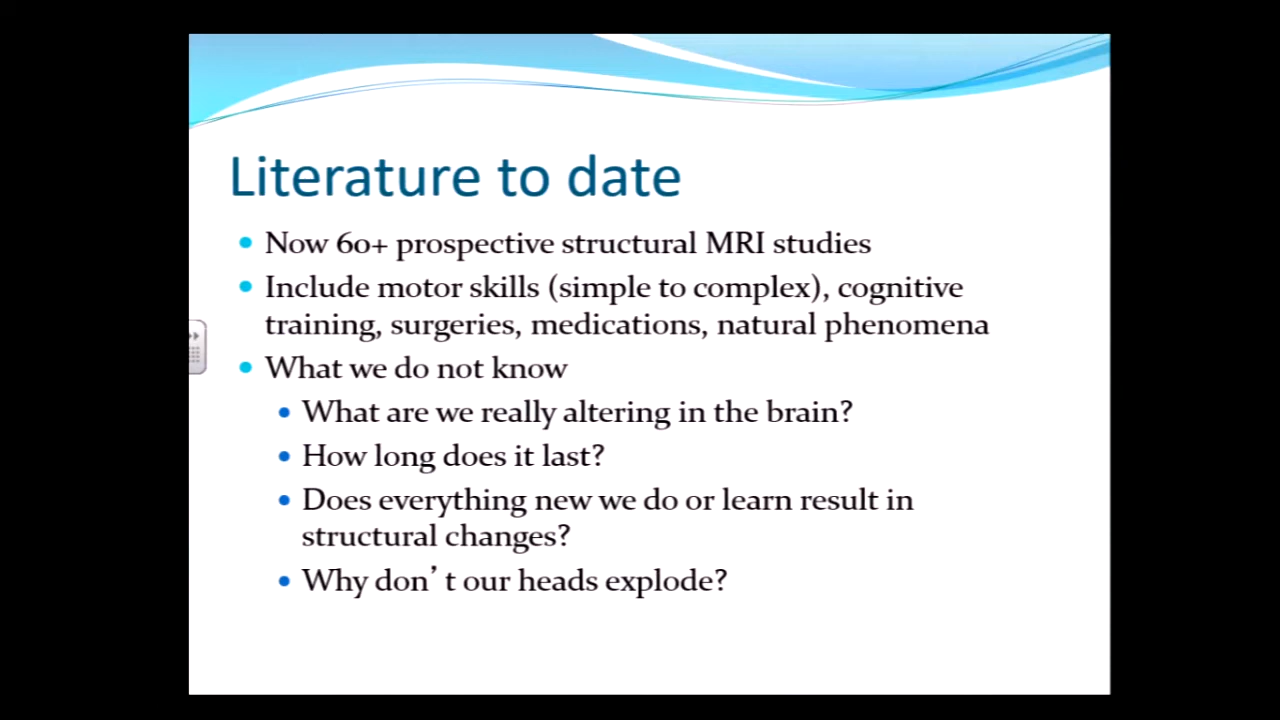 Literature to date
• Now 60+ prospective structural MRI studies
• Include motor skills (simple to complex), cognitive
training, surgeries, medications, natural phenomena
• What we do not know
• What are we really altering in the brain?
• How long does it last?
• Does everything new we do or learn result in
structural changes?
• Why don’ t our heads explode?